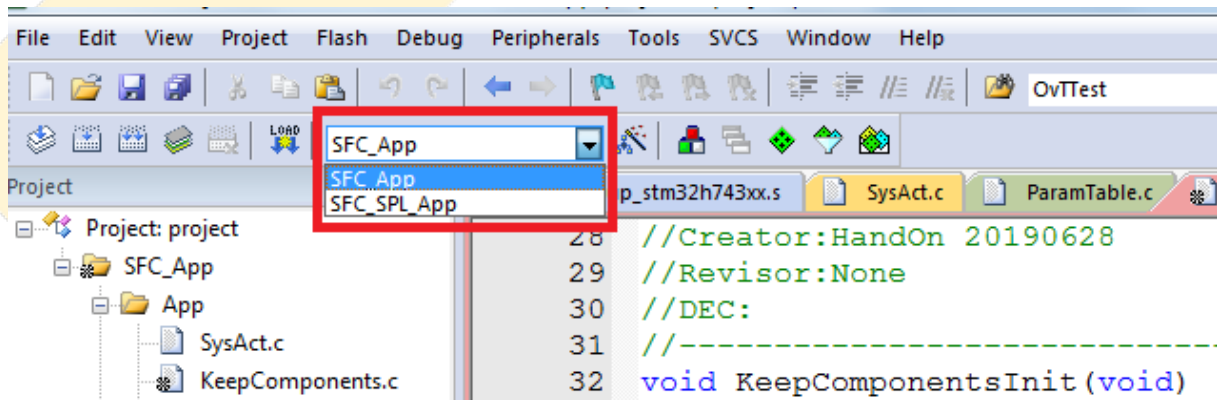 File Edit View Project Flash Debug Peripherals Tools SVCS Window Help
OvTTest
LOAD SFC_App
SFC_App
SFC_SPL_App
Project
up_stm32h743xx.s SysAct.c ParamTable.c
Project: project
SFC_App
App
SysAct.c
KeepComponents.c
28 //Creator:HandOn 20190628
29 //Revisor:None
30 //DEC:
31 //-----------------------------
32 void KeepComponentsInit(void)